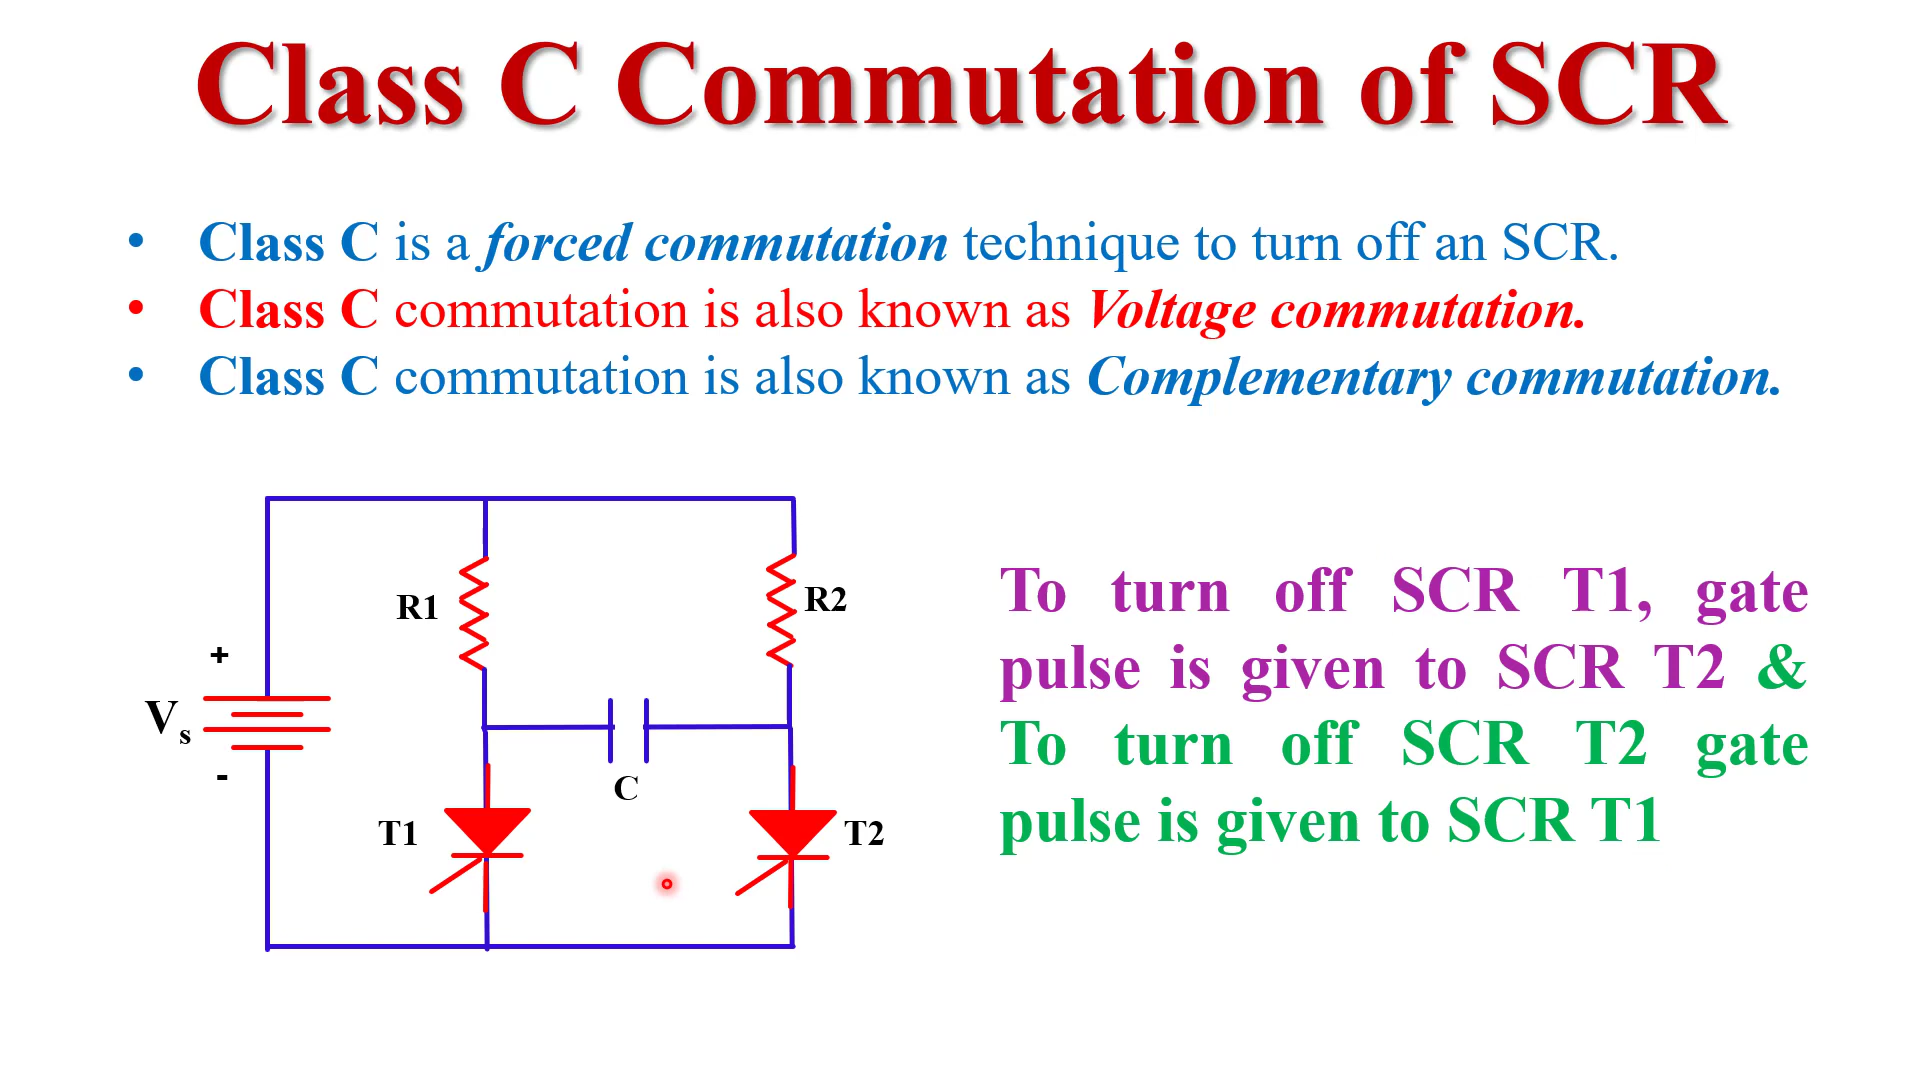 Class C Commutation of SCR
• Class C is a forced commutation technique to turn off an SCR.
• Class C commutation is also known as Voltage commutation.
• Class C commutation is also known as Complementary commutation.
R1
R2
+
Vs
-
C
T1
T2
To turn off SCR T1, gate
pulse is given to SCR T2 &
To turn off SCR T2 gate
pulse is given to SCR T1